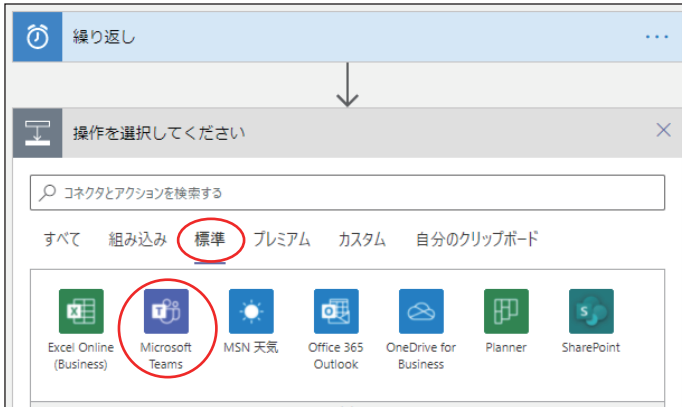 繰り返し
操作を選択してください
コネクタとアクションを検索する
すべて 組み込み 標準 プレミアム カスタム 自分のクリップボード
Excel Online (Business)
Microsoft Teams
MSN 天気
Office 365 Outlook
OneDrive for Business
Planner
SharePoint